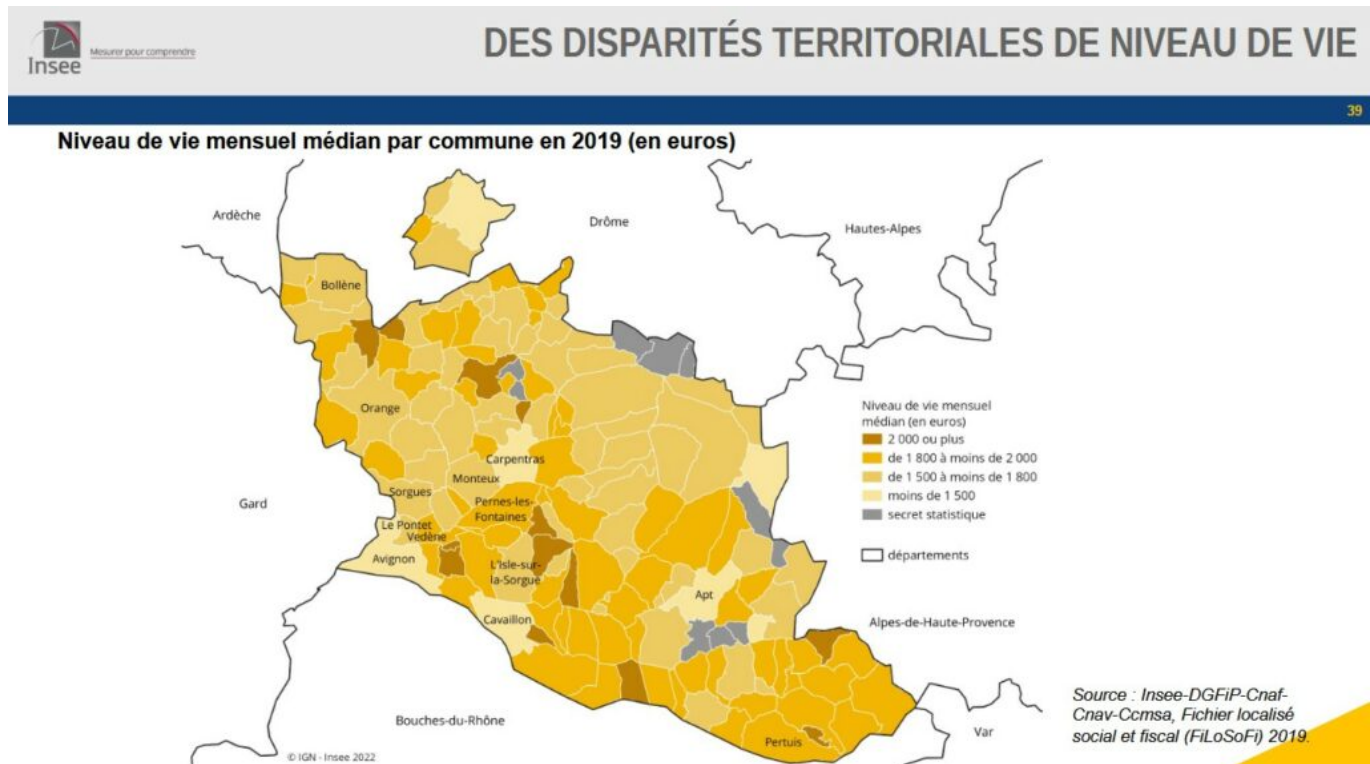 Insee
Mesurer pour comprendre
DES DISPARITÉS TERRITORIALES DE NIVEAU DE VIE
39
Niveau de vie mensuel médian par commune en 2019 (en euros)
Ardèche
Drôme
Hautes-Alpes
Bollène
Orange
Carpentras
Monteux
Sorgues
Pernes-les-
Fontaines
Gard
Le Pontet
Vedène
Avignon
L'Isle-sur-
la-Sorgue
Apt
Cavaillon
Niveau de vie mensuel
médian (en euros)
2 000 ou plus
de 1 800 à moins de 2 000
de 1 500 à moins de 1 800
moins de 1 500
secret statistique
départements
Alpes-de-Haute-Provence
Bouches-du-Rhône
Pertuis
Var
© IGN - Insee 2022
Source : Insee-DGFiP-Cnaf-
Cnav-Ccmsa, Fichier localisé
social et fiscal (FiLoSoFi) 2019.